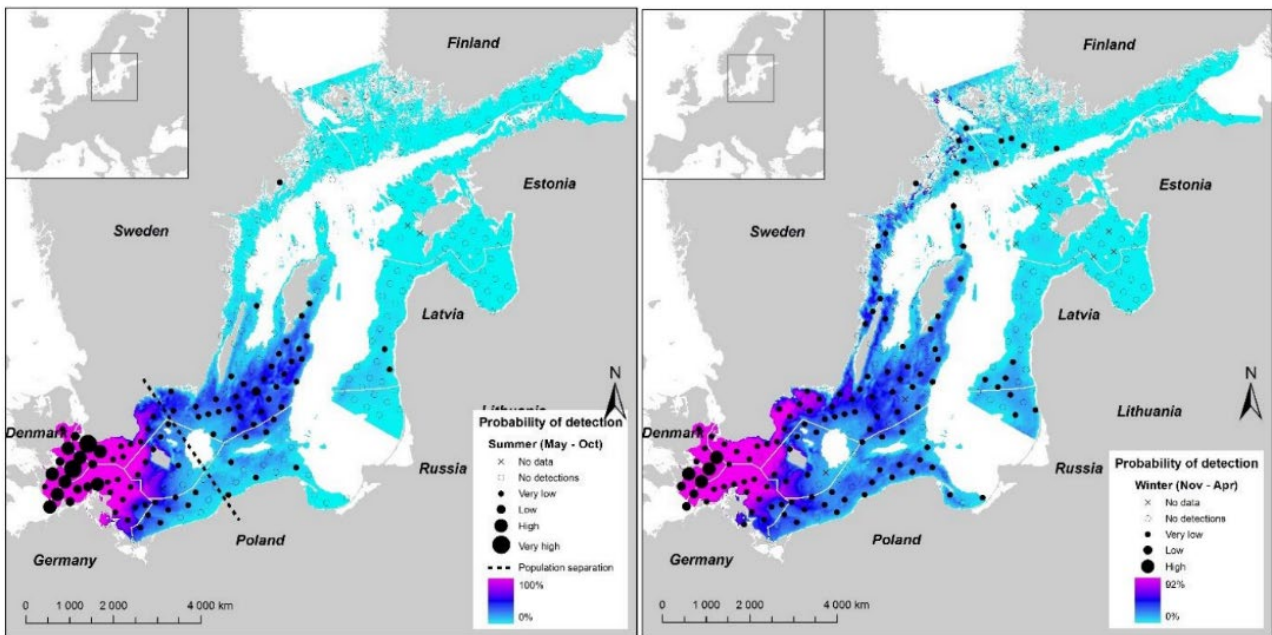 Finland
Estonia
Sweden
Latvia
N
Lithuania
Denmark
Russia
Poland
Germany
Probability of detection
Summer (May - Oct)
No data
No detections
Very low
Low
High
Very high
Population separation
100%
0%
0 1 000 2 000 4 000 km
Finland
Estonia
Sweden
Latvia
N
Lithuania
Denmark
Russia
Poland
Germany
Probability of detection
Winter (Nov - Apr)
No data
No detections
Very low
Low
High
92%
0%
0 1 000 2 000 4 000 km